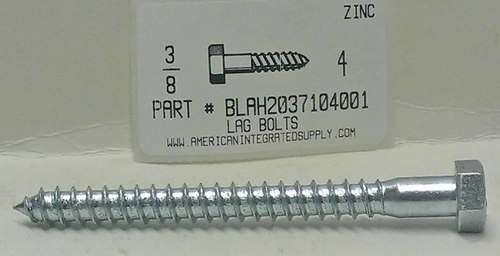 ZINC
3/8 4
PART # BLAH2037104001
LAG BOLTS
WWW.AMERICANINTEGRATEDSUPPLY.COM